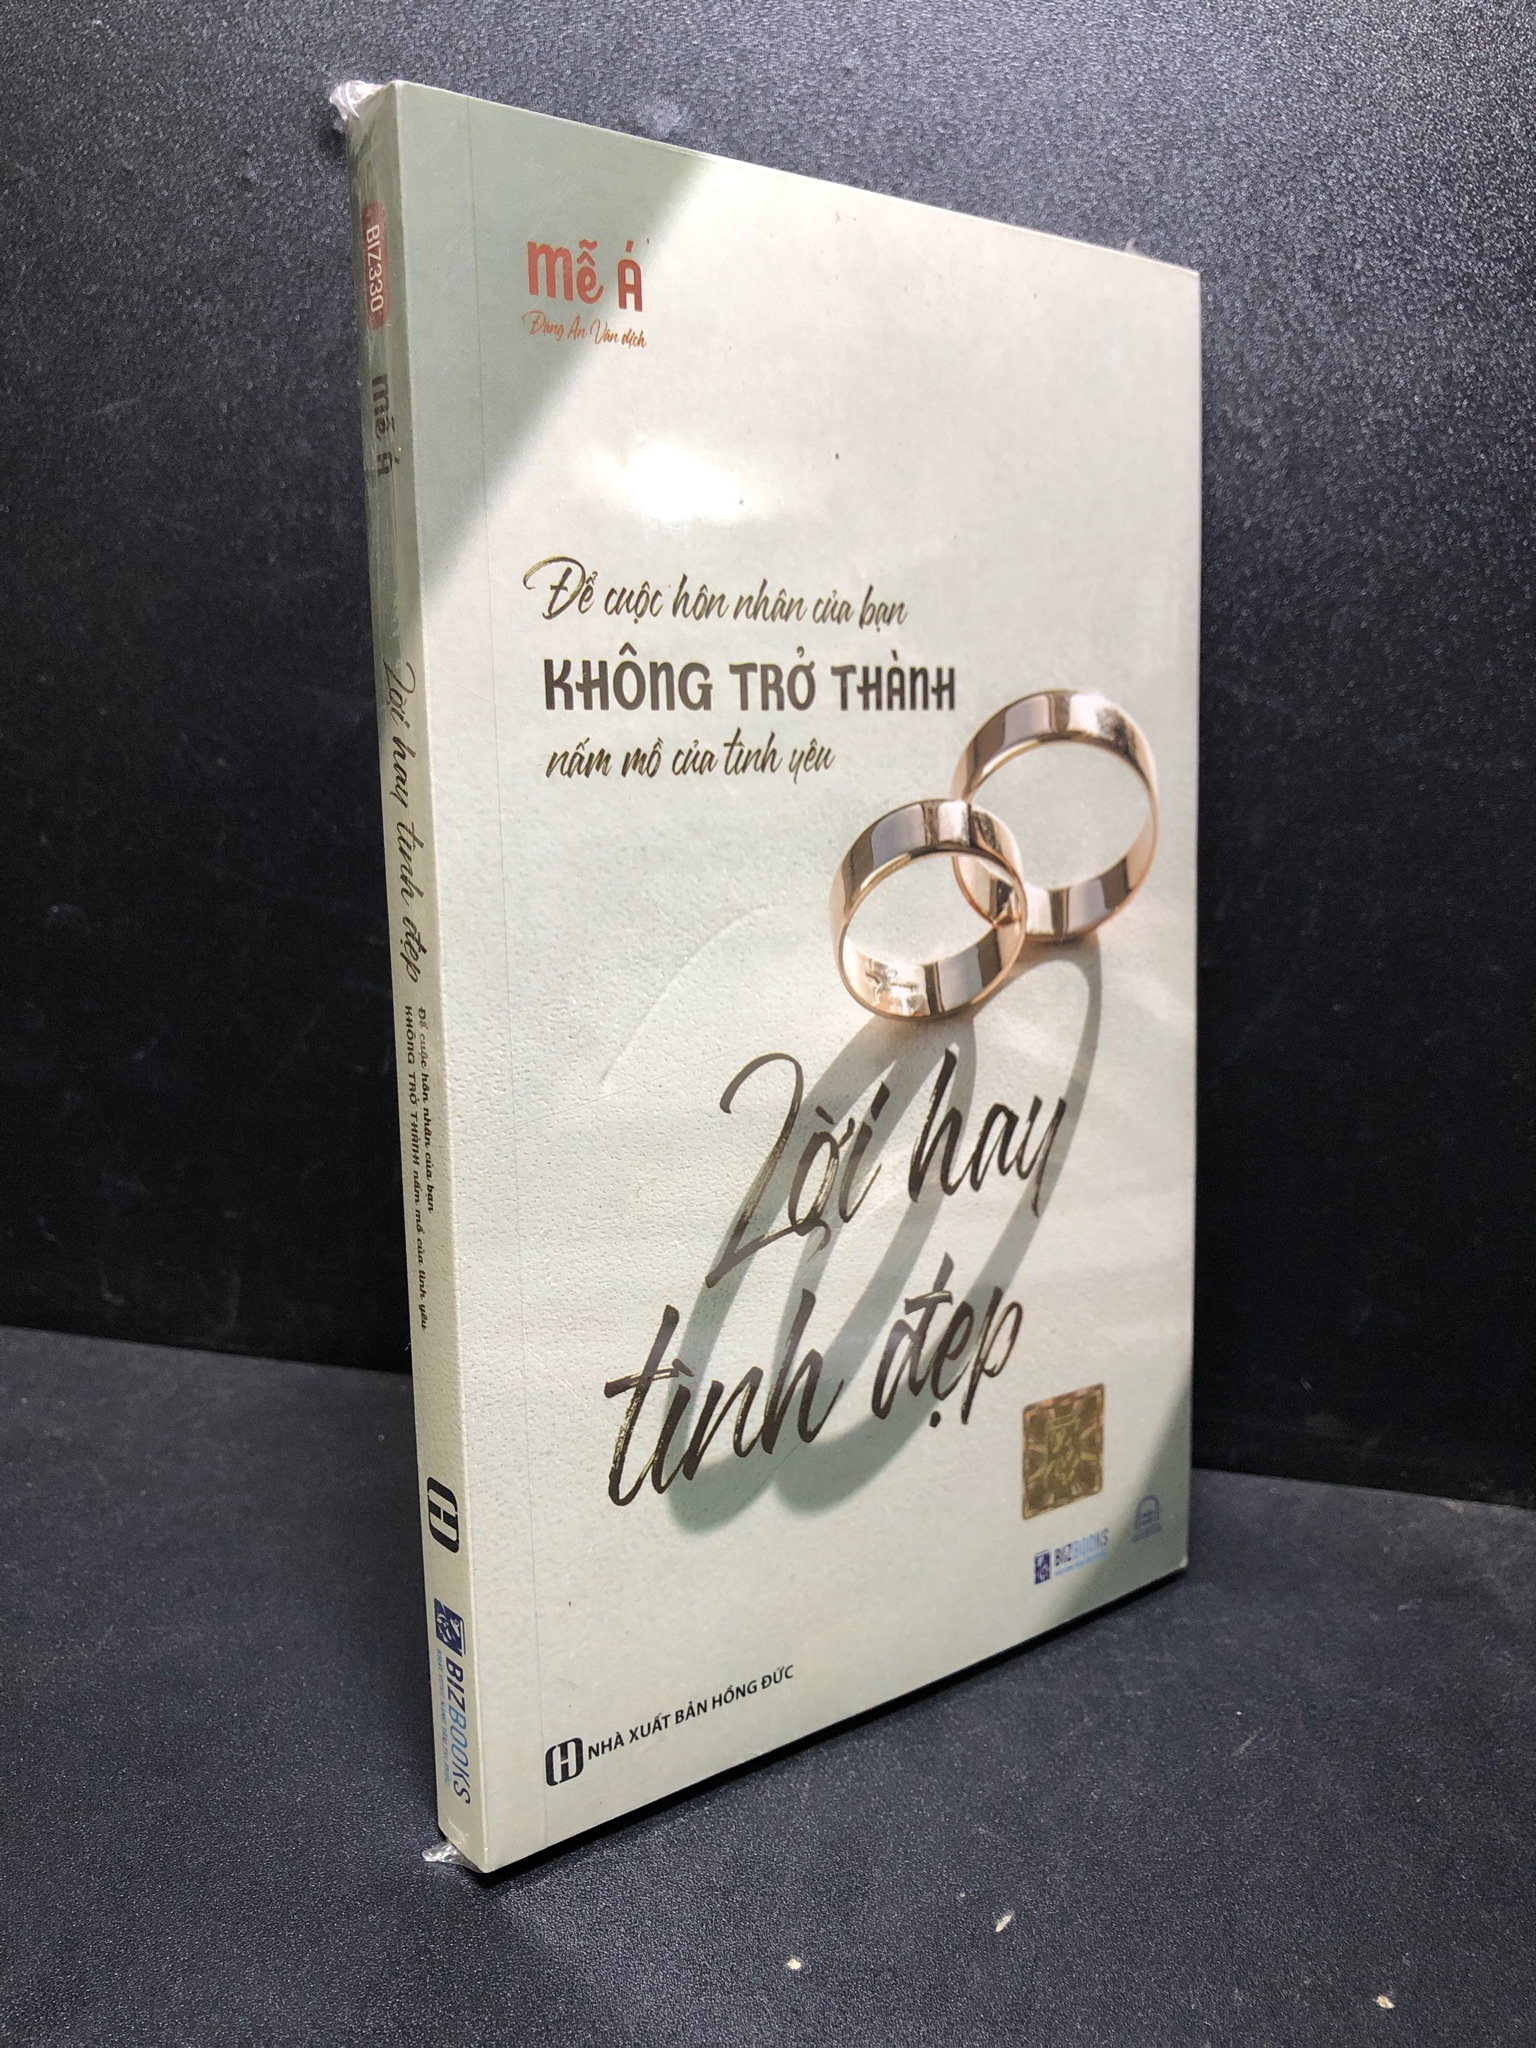 mễ Á
Đặng An Vân dịch
Để cuộc hôn nhân của bạn
KHÔNG TRỞ THÀNH
nấm mồ của tình yêu
Lời hay
tình đẹp
BIZBOOKS
NHÀ XUẤT BẢN HỒNG ĐỨC
BIZ330
mễ Á
Lời hay tình đẹp
Để cuộc hôn nhân của bạn
KHÔNG TRỞ THÀNH nấm mồ của tình yêu
BIZBOOKS